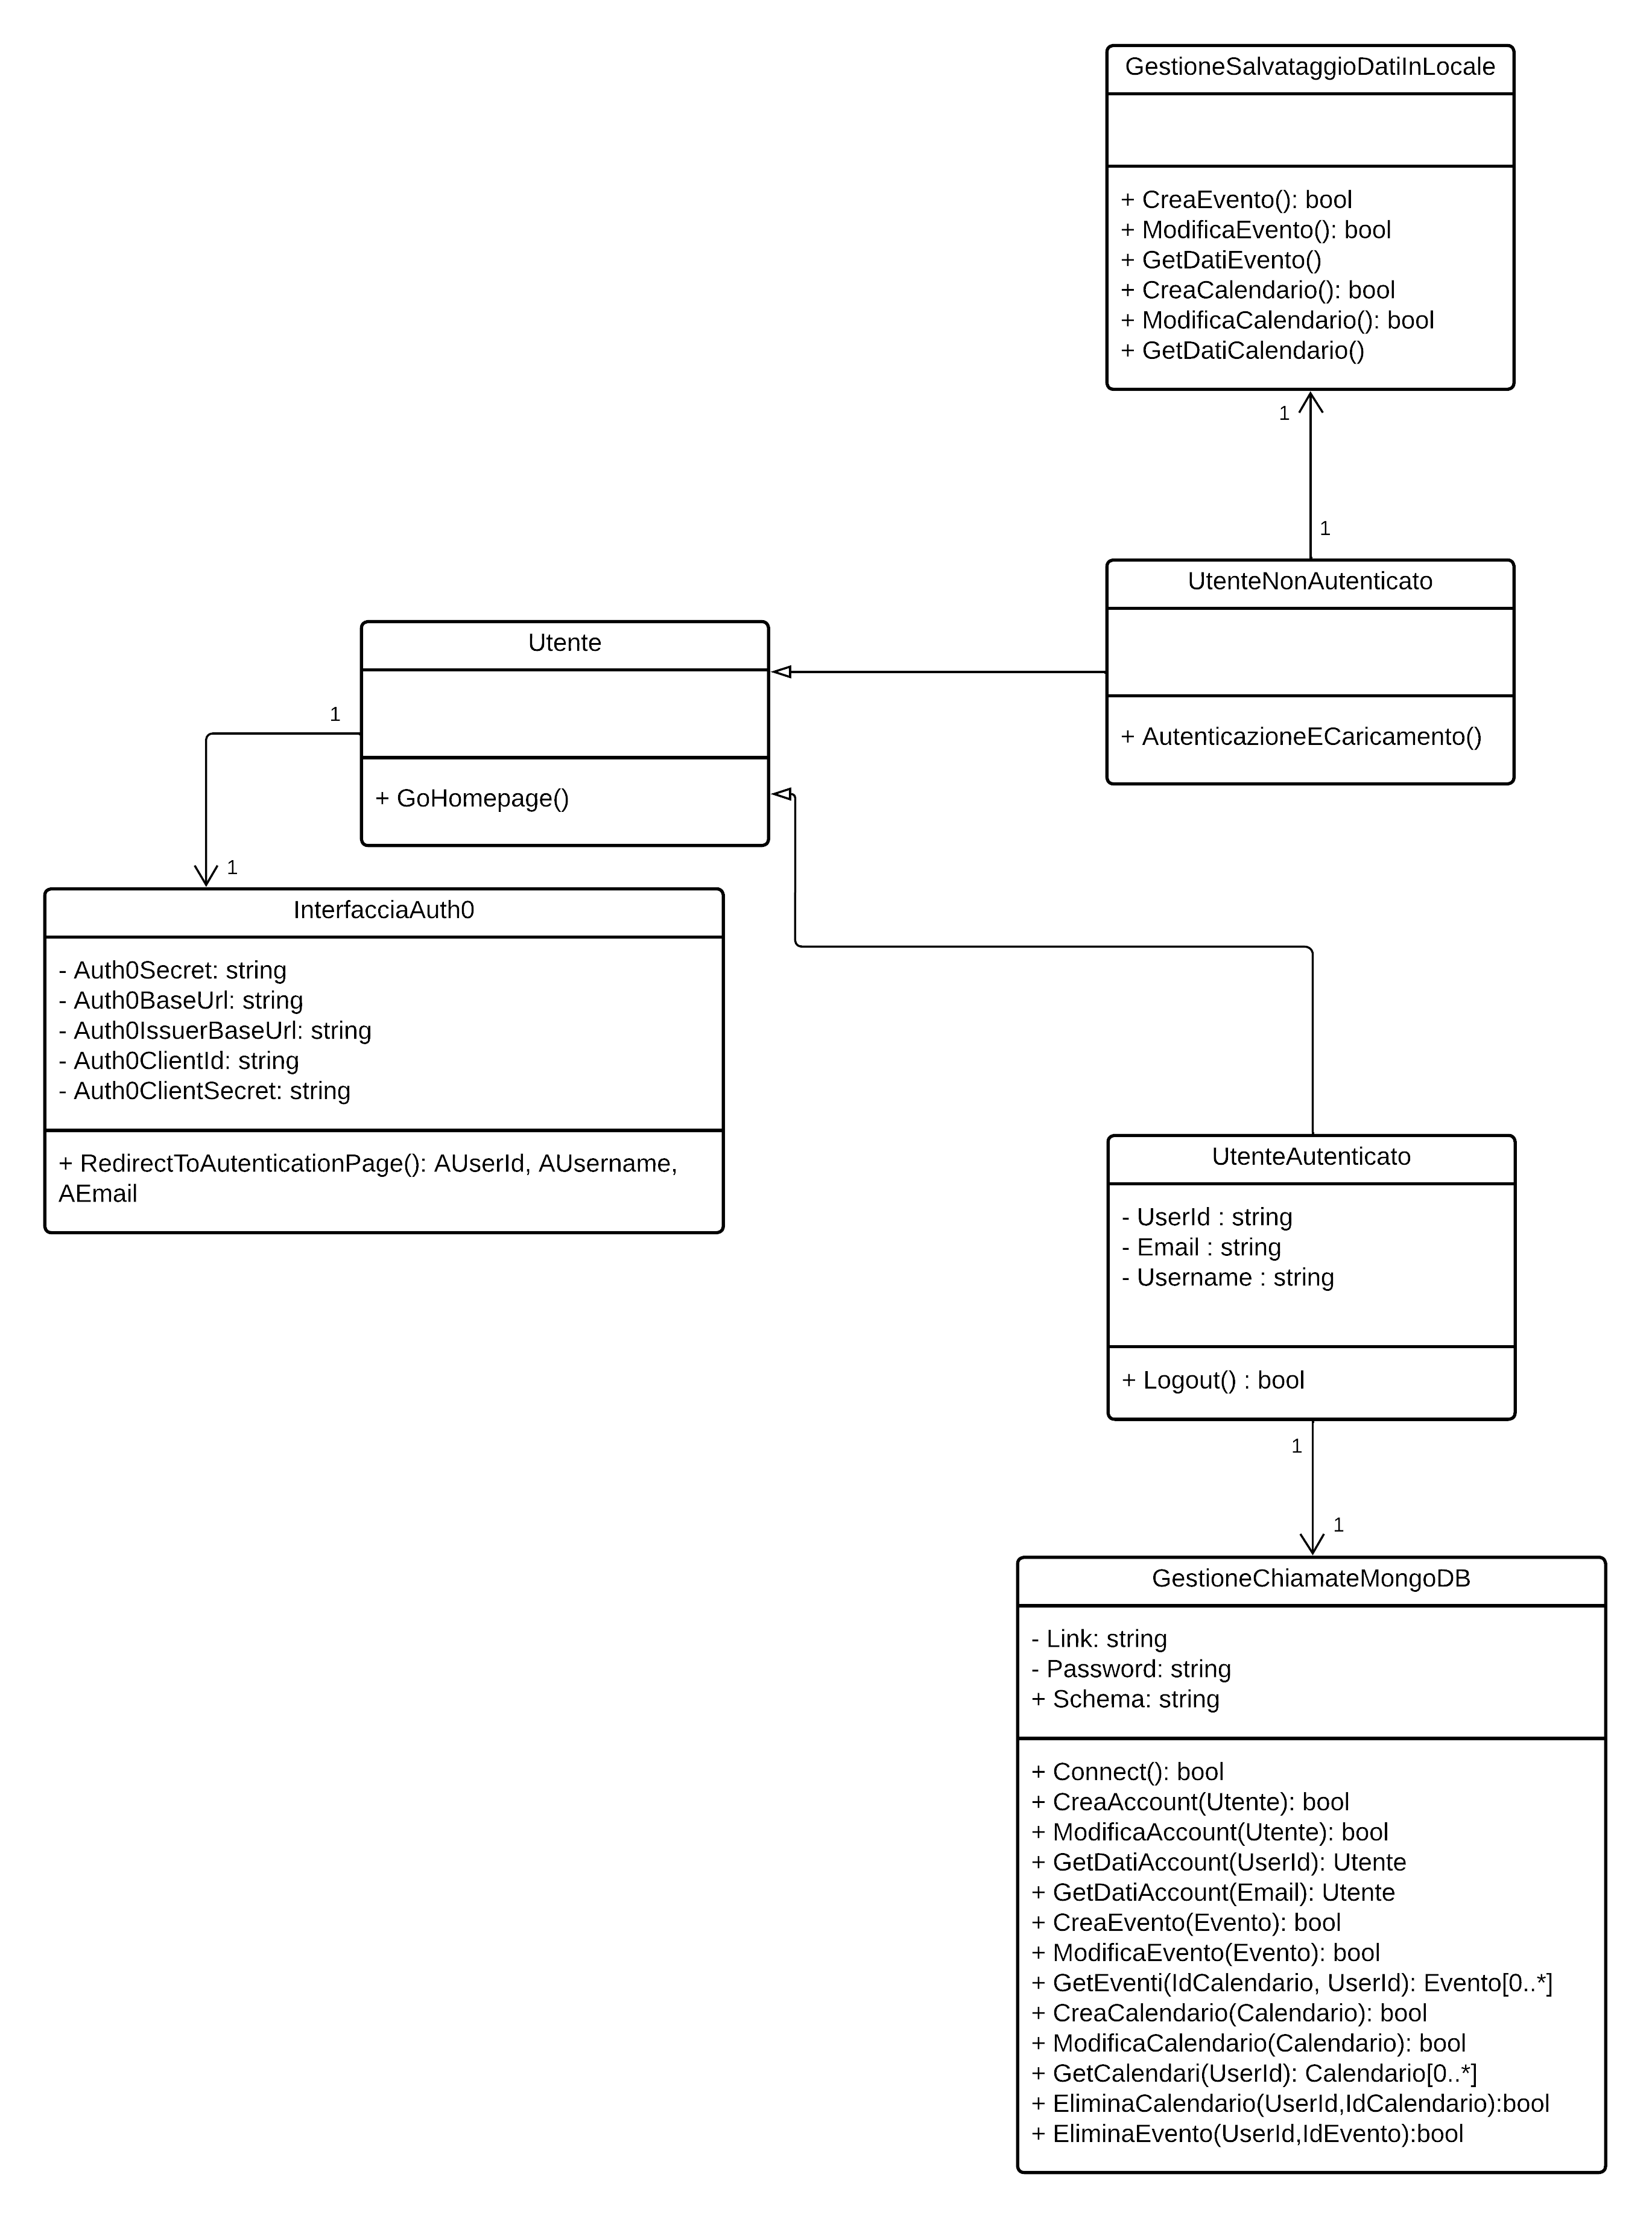 GestioneSalvataggioDatiInLocale
+ CreaEvento(): bool
+ ModificaEvento(): bool
+ GetDatiEvento()
+ CreaCalendario(): bool
+ ModificaCalendario(): bool
+ GetDatiCalendario()
1
1
UtenteNonAutenticato
+ AutenticazioneECaricamento()
Utente
+ GoHomepage()
1
1
InterfacciaAuth0
- Auth0Secret: string
- Auth0BaseUrl: string
- Auth0IssuerBaseUrl: string
- Auth0ClientId: string
- Auth0ClientSecret: string
+ RedirectToAutenticationPage(): AUserId, AUsername,
AEmail
UtenteAutenticato
- UserId : string
- Email : string
- Username : string
+ Logout() : bool
1
1
GestioneChiamateMongoDB
- Link: string
- Password: string
+ Schema: string
+ Connect(): bool
+ CreaAccount(Utente): bool
+ ModificaAccount(Utente): bool
+ GetDatiAccount(UserId): Utente
+ GetDatiAccount(Email): Utente
+ CreaEvento(Evento): bool
+ ModificaEvento(Evento): bool
+ GetEventi(IdCalendario, UserId): Evento[0..*]
+ CreaCalendario(Calendario): bool
+ ModificaCalendario(Calendario): bool
+ GetCalendari(UserId): Calendario[0..*]
+ EliminaCalendario(UserId,IdCalendario):bool
+ EliminaEvento(UserId,IdEvento):bool